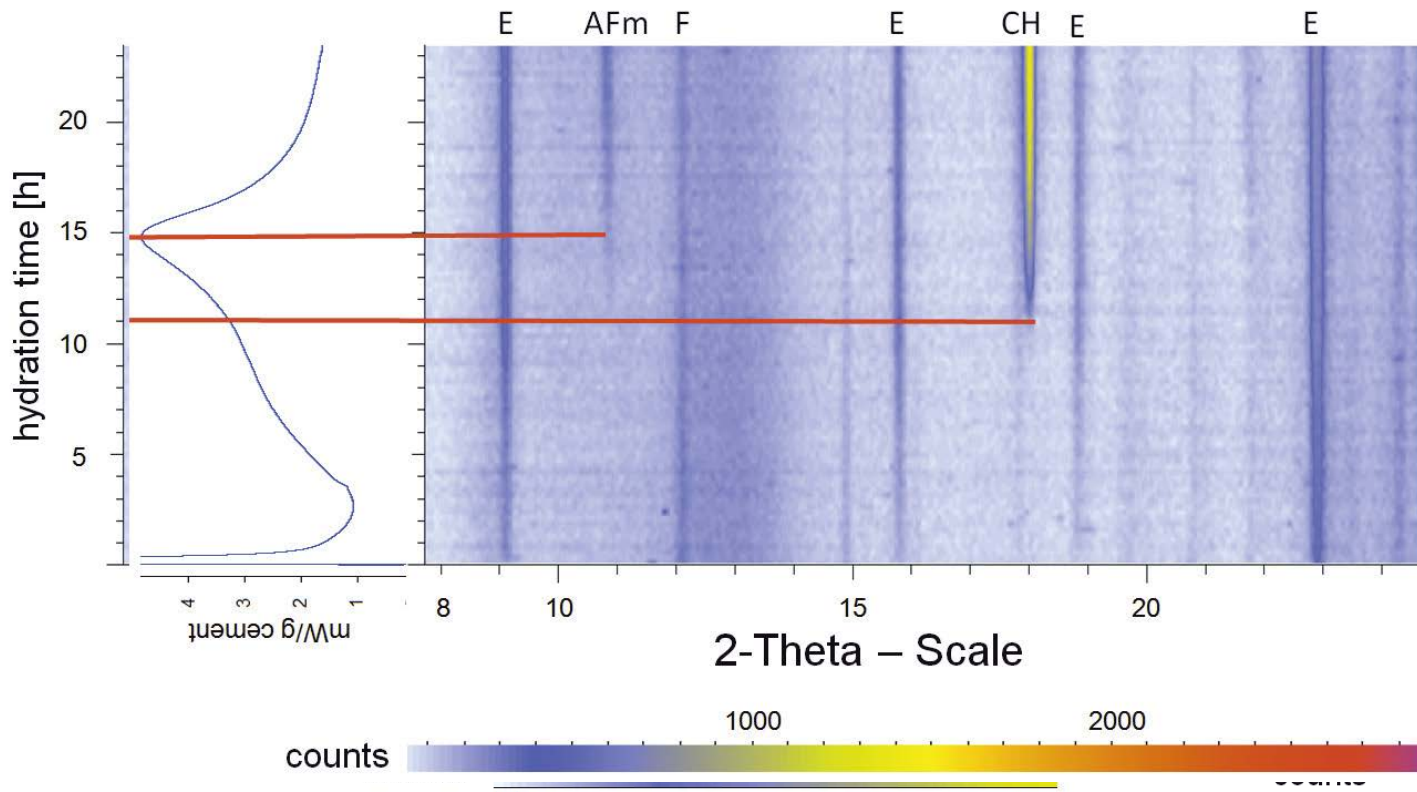 E AFm F E CH E E
20
15
10
5
hydration time [h]
4 3 2 1
mW/g cement
8 10 15 20
2-Theta – Scale
1000 2000
counts